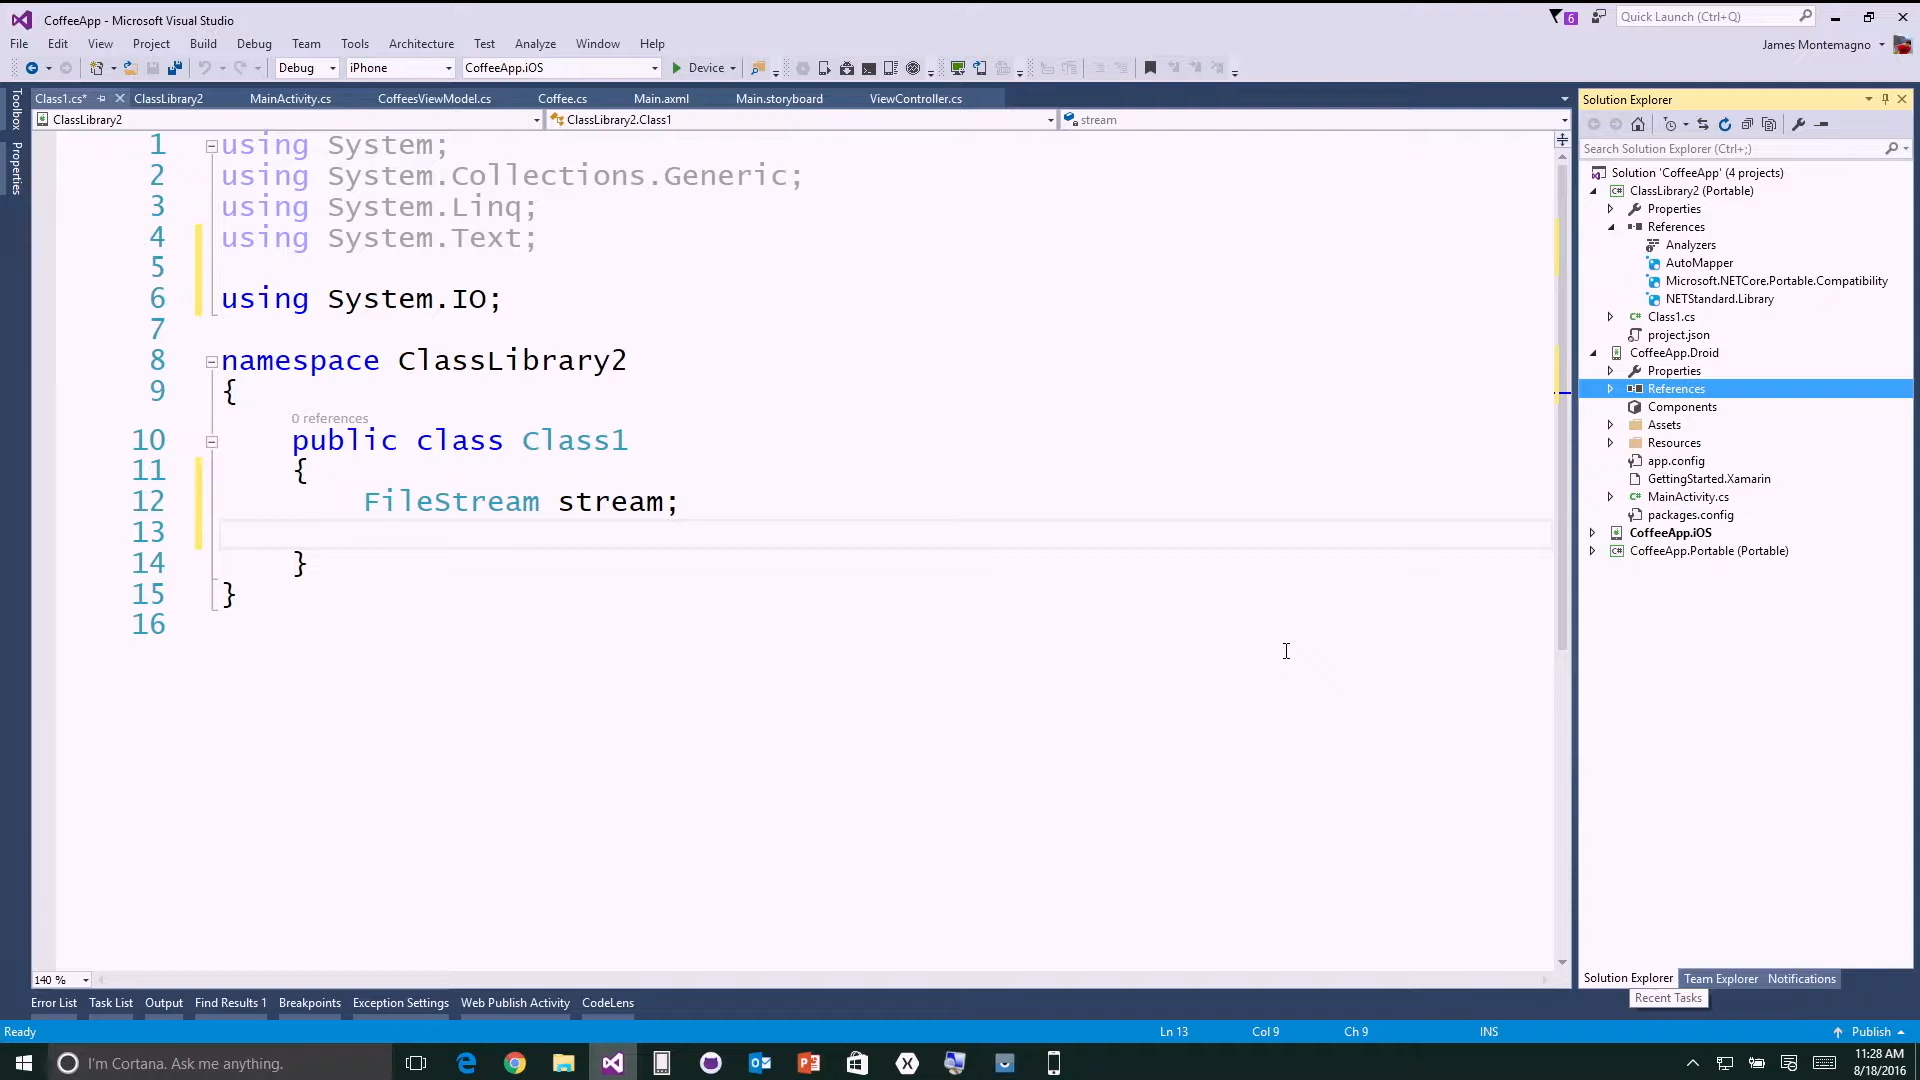 CoffeeApp - Microsoft Visual Studio
6
Quick Launch (Ctrl+Q)
File Edit View Project Build Debug Team Tools Architecture Test Analyze Window Help
James Montemagno
Debug iPhone CoffeeApp.iOS Device
Class1.cs* ClassLibrary2 MainActivity.cs CoffeesViewModel.cs Coffee.cs Main.axml Main.storyboard ViewController.cs
Toolbox
Properties
ClassLibrary2 ClassLibrary2.Class1 stream
1 using System;
2 using System.Collections.Generic;
3 using System.Linq;
4 using System.Text;
5
6 using System.IO;
7
8 namespace ClassLibrary2
9 {
0 references
10 public class Class1
11 {
12 FileStream stream;
13
14 }
15 }
16
140 %
Solution Explorer
Search Solution Explorer (Ctrl+;)
Solution 'CoffeeApp' (4 projects)
ClassLibrary2 (Portable)
Properties
References
Analyzers
AutoMapper
Microsoft.NETCore.Portable.Compatibility
NETStandard.Library
Class1.cs
project.json
CoffeeApp.Droid
Properties
References
Components
Assets
Resources
app.config
GettingStarted.Xamarin
MainActivity.cs
packages.config
CoffeeApp.iOS
CoffeeApp.Portable (Portable)
Solution Explorer Team Explorer Notifications
Recent Tasks
Error List Task List Output Find Results 1 Breakpoints Exception Settings Web Publish Activity CodeLens
Ready Ln 13 Col 9 Ch 9 INS Publish
I'm Cortana. Ask me anything.
11:28 AM
8/18/2016